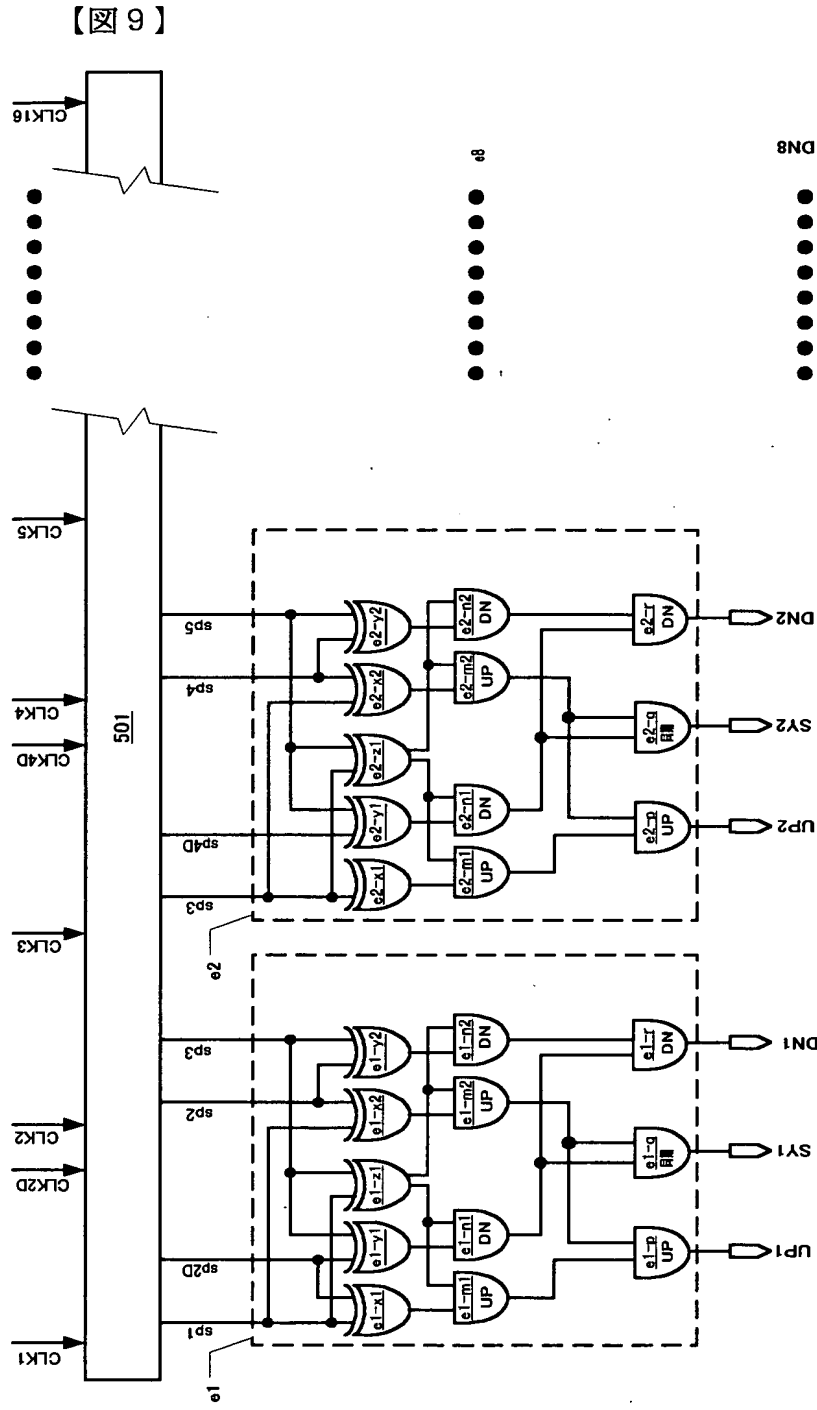 【図9】
CLK1
CLK2D
CLK2
CLK3
CLK4D
CLK4
CLK5
CLK16
501
sp1
sp2D
sp2
sp3
sp3
sp4D
sp4
sp5
e1
e1-x1
e1-y1
e1-z1
e1-x2
e1-y2
e1-m1
UP
e1-n1
DN
e1-m2
UP
e1-n2
DN
e1-p
UP
e1-q
e1-r
DN
UP1
SY1
DN1
e2
e2-x1
e2-y1
e2-z1
e2-x2
e2-y2
e2-m1
UP
e2-n1
DN
e2-m2
UP
e2-n2
DN
e2-p
UP
e2-q
e2-r
DN
UP2
SY2
DN2
e8
DN8